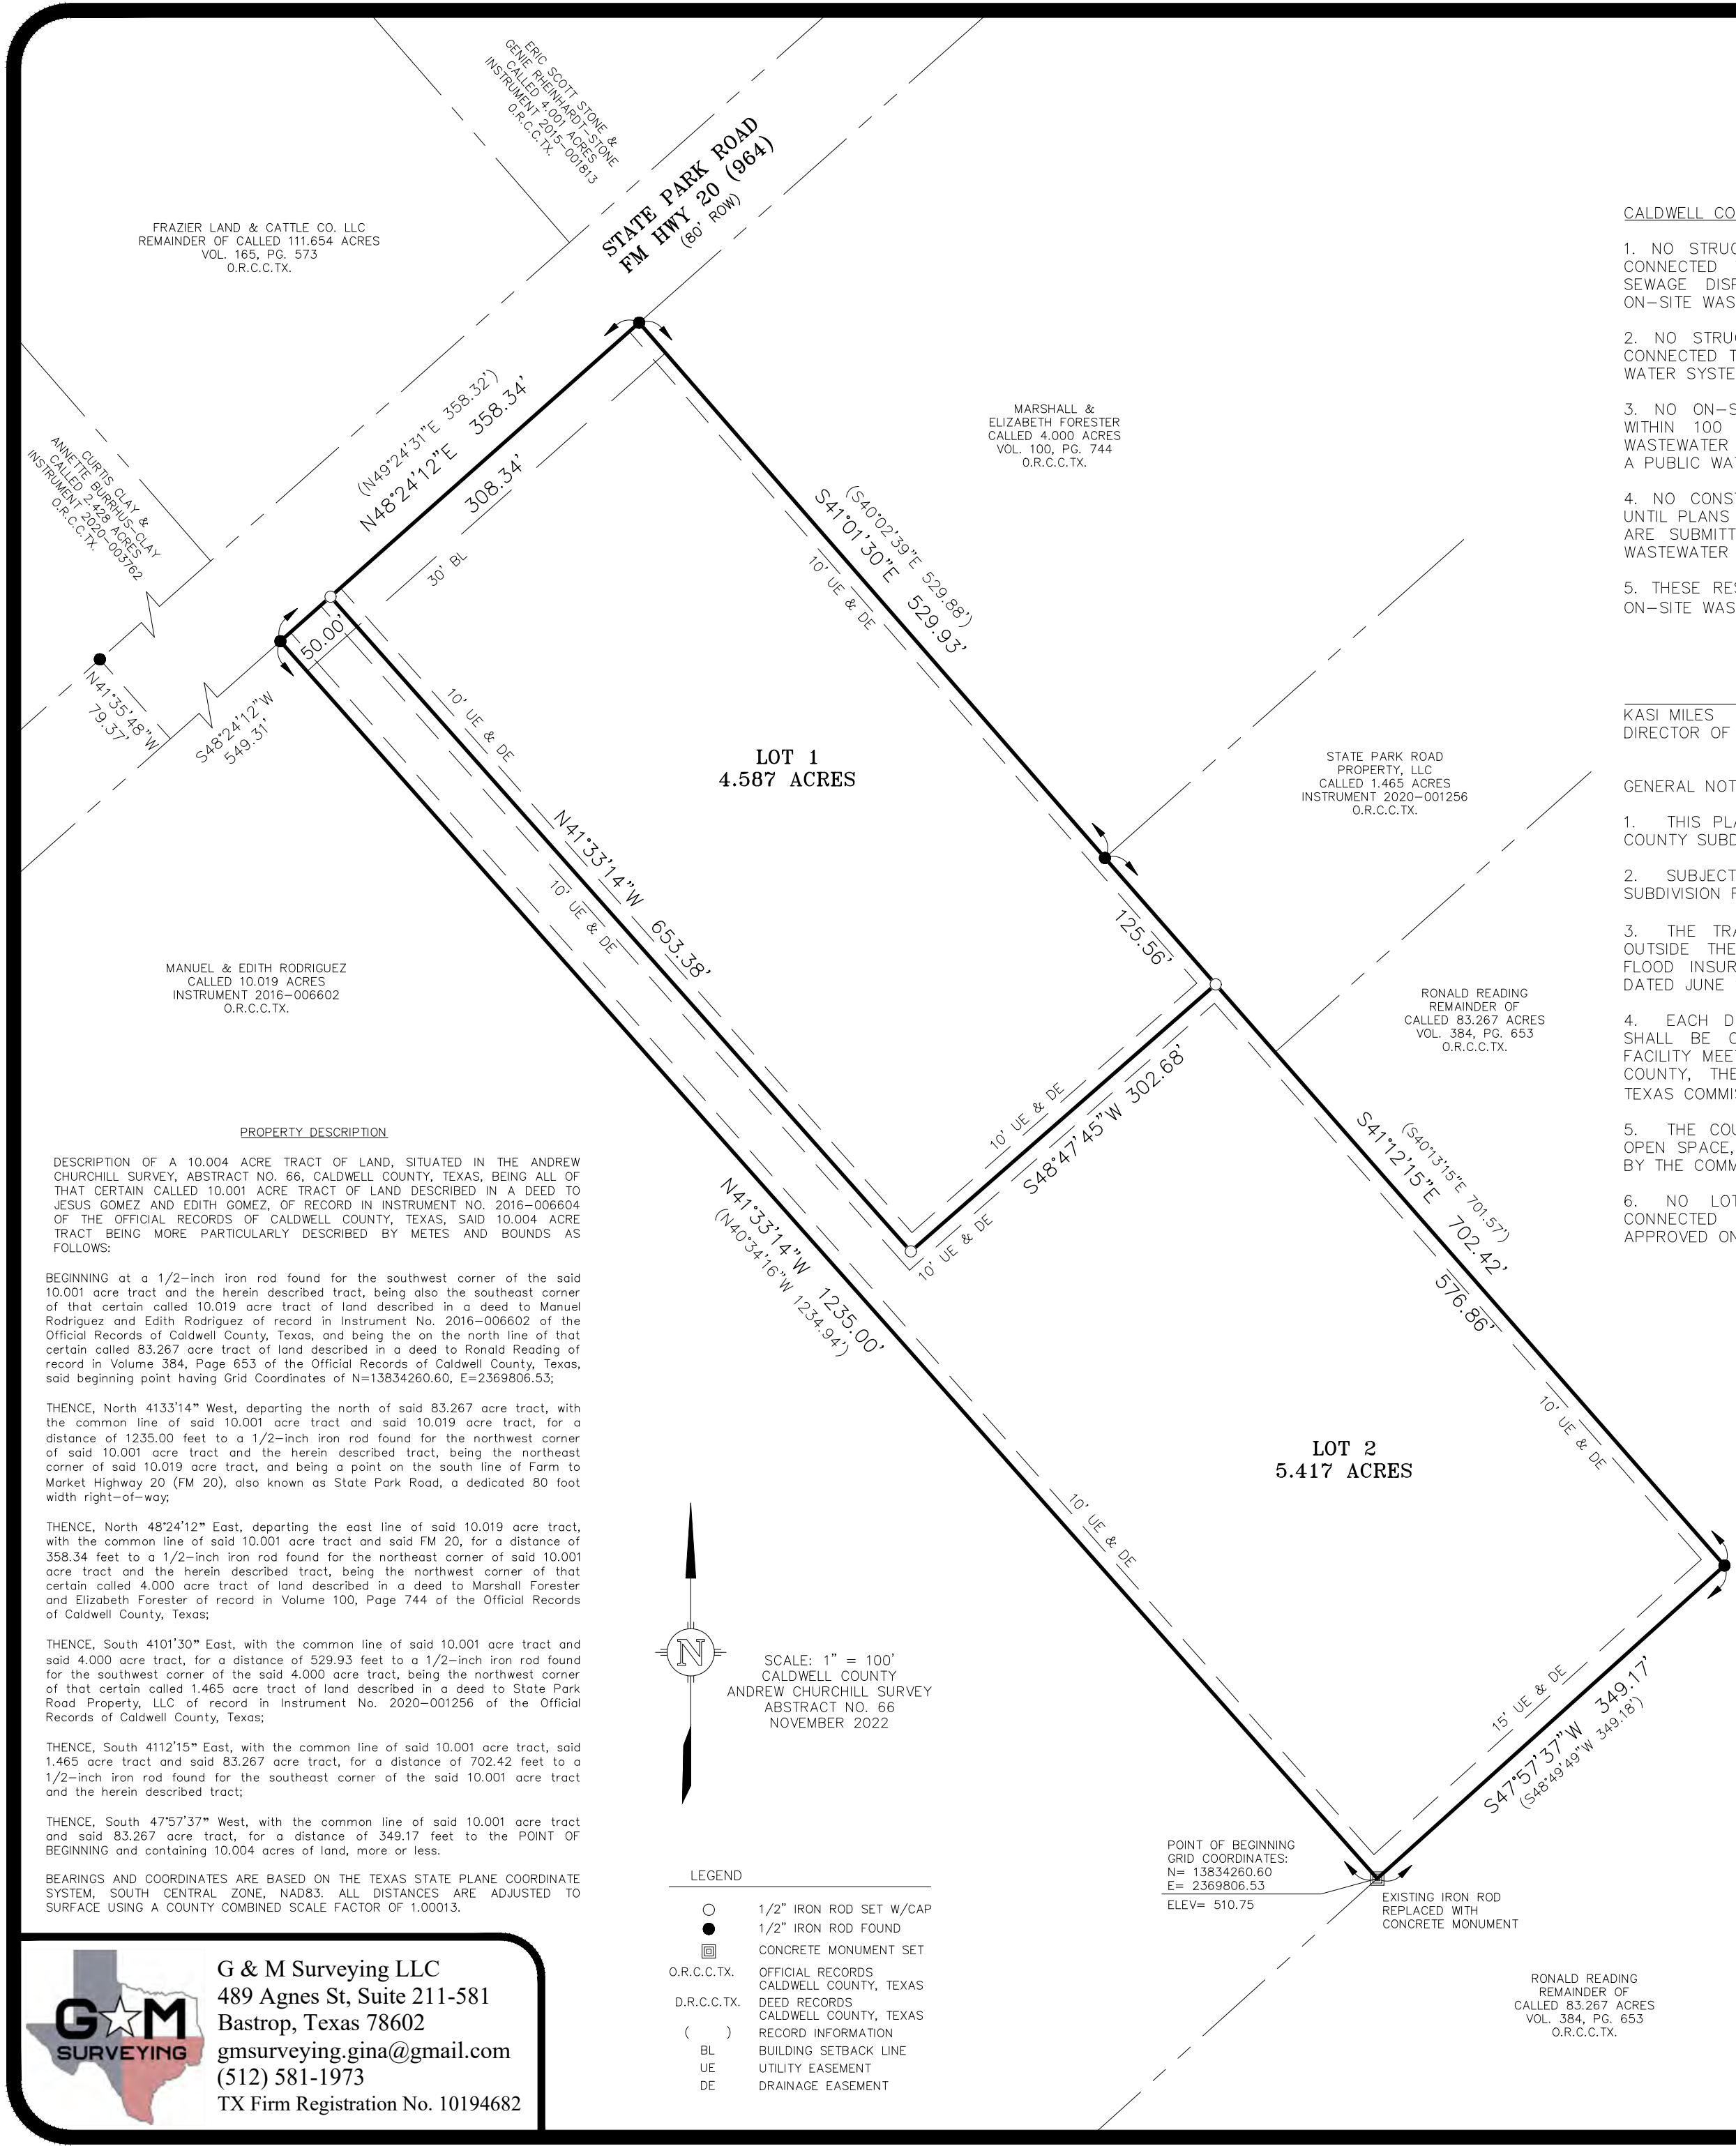 ERIC SCOTT STONE &
GENIE RHEINHARDT-STONE
CALLED 4.001 ACRES
INSTRUMENT 2015-001813
O.R.C.C.TX.
STATE PARK ROAD
FM HWY 20 (964)
(80' ROW)
FRAZIER LAND & CATTLE CO. LLC
REMAINDER OF CALLED 111.654 ACRES
VOL. 165, PG. 573
O.R.C.C.TX.
CURTIS CLAY &
ANNETTE BURRHUS-CLAY
CALLED 2.428 ACRES
INSTRUMENT 2020-003762
O.R.C.C.TX.
(N49°24'31"E 358.32')
N48°24'12"E 358.34'
308.34'
30' BL
50.00'
N41°35'48"W
79.37'
S48°24'12"W
549.31'
MARSHALL &
ELIZABETH FORESTER
CALLED 4.000 ACRES
VOL. 100, PG. 744
O.R.C.C.TX.
(S40°02'39"E 529.88')
S41°01'30"E 529.93'
10' UE & DE
10' UE & DE
LOT 1
4.587 ACRES
STATE PARK ROAD
PROPERTY, LLC
CALLED 1.465 ACRES
INSTRUMENT 2020-001256
O.R.C.C.TX.
N41°33'14"W 653.38'
10' UE & DE
125.56'
MANUEL & EDITH RODRIGUEZ
CALLED 10.019 ACRES
INSTRUMENT 2016-006602
O.R.C.C.TX.
RONALD READING
REMAINDER OF
CALLED 83.267 ACRES
VOL. 384, PG. 653
O.R.C.C.TX.
10' UE & DE
S48°47'45"W 302.68'
10' UE & DE
N41°33'14"W 1235.00'
(N40°34'16"W 1234.94')
(S40°13'15"E 701.57')
S41°12'15"E 702.42'
576.86'
10' UE & DE
LOT 2
5.417 ACRES
10' UE & DE
15' UE & DE
S47°57'37"W 349.17'
(S48°49'49"W 349.18')
PROPERTY DESCRIPTION
DESCRIPTION OF A 10.004 ACRE TRACT OF LAND, SITUATED IN THE ANDREW
CHURCHILL SURVEY, ABSTRACT NO. 66, CALDWELL COUNTY, TEXAS, BEING ALL OF
THAT CERTAIN CALLED 10.001 ACRE TRACT OF LAND DESCRIBED IN A DEED TO
JESUS GOMEZ AND EDITH GOMEZ, OF RECORD IN INSTRUMENT NO. 2016-006604
OF THE OFFICIAL RECORDS OF CALDWELL COUNTY, TEXAS, SAID 10.004 ACRE
TRACT BEING MORE PARTICULARLY DESCRIBED BY METES AND BOUNDS AS
FOLLOWS:
BEGINNING at a 1/2-inch iron rod found for the southwest corner of the said
10.001 acre tract and the herein described tract, being also the southeast corner
of that certain called 10.019 acre tract of land described in a deed to Manuel
Rodriguez and Edith Rodriguez of record in Instrument No. 2016-006602 of the
Official Records of Caldwell County, Texas, and being the on the north line of that
certain called 83.267 acre tract of land described in a deed to Ronald Reading of
record in Volume 384, Page 653 of the Official Records of Caldwell County, Texas,
said beginning point having Grid Coordinates of N=13834260.60, E=2369806.53;
THENCE, North 4133'14" West, departing the north of said 83.267 acre tract, with
the common line of said 10.001 acre tract and said 10.019 acre tract, for a
distance of 1235.00 feet to a 1/2-inch iron rod found for the northwest corner
of said 10.001 acre tract and the herein described tract, being the northeast
corner of said 10.019 acre tract, and being a point on the south line of Farm to
Market Highway 20 (FM 20), also known as State Park Road, a dedicated 80 foot
width right-of-way;
THENCE, North 48°24'12" East, departing the east line of said 10.019 acre tract,
with the common line of said 10.001 acre tract and said FM 20, for a distance of
358.34 feet to a 1/2-inch iron rod found for the northeast corner of said 10.001
acre tract and the herein described tract, being the northwest corner of that
certain called 4.000 acre tract of land described in a deed to Marshall Forester
and Elizabeth Forester of record in Volume 100, Page 744 of the Official Records
of Caldwell County, Texas;
THENCE, South 4101'30" East, with the common line of said 10.001 acre tract and
said 4.000 acre tract, for a distance of 529.93 feet to a 1/2-inch iron rod found
for the southwest corner of the said 4.000 acre tract, being the northwest corner
of that certain called 1.465 acre tract of land described in a deed to State Park
Road Property, LLC of record in Instrument No. 2020-001256 of the Official
Records of Caldwell County, Texas;
THENCE, South 4112'15" East, with the common line of said 10.001 acre tract, said
1.465 acre tract and said 83.267 acre tract, for a distance of 702.42 feet to a
1/2-inch iron rod found for the southeast corner of the said 10.001 acre tract
and the herein described tract;
THENCE, South 47°57'37" West, with the common line of said 10.001 acre tract
and said 83.267 acre tract, for a distance of 349.17 feet to the POINT OF
BEGINNING and containing 10.004 acres of land, more or less.
BEARINGS AND COORDINATES ARE BASED ON THE TEXAS STATE PLANE COORDINATE
SYSTEM, SOUTH CENTRAL ZONE, NAD83. ALL DISTANCES ARE ADJUSTED TO
SURFACE USING A COUNTY COMBINED SCALE FACTOR OF 1.00013.
N
SCALE: 1" = 100'
CALDWELL COUNTY
ANDREW CHURCHILL SURVEY
ABSTRACT NO. 66
NOVEMBER 2022
POINT OF BEGINNING
GRID COORDINATES:
N= 13834260.60
E= 2369806.53
ELEV= 510.75
EXISTING IRON ROD
REPLACED WITH
CONCRETE MONUMENT
RONALD READING
REMAINDER OF
CALLED 83.267 ACRES
VOL. 384, PG. 653
O.R.C.C.TX.
LEGEND
1/2" IRON ROD SET W/CAP
1/2" IRON ROD FOUND
CONCRETE MONUMENT SET
O.R.C.C.TX. OFFICIAL RECORDS
CALDWELL COUNTY, TEXAS
D.R.C.C.TX. DEED RECORDS
CALDWELL COUNTY, TEXAS
( ) RECORD INFORMATION
BL BUILDING SETBACK LINE
UE UTILITY EASEMENT
DE DRAINAGE EASEMENT
G M
SURVEYING
G & M Surveying LLC
489 Agnes St, Suite 211-581
Bastrop, Texas 78602
gmsurveying.gina@gmail.com
(512) 581-1973
TX Firm Registration No. 10194682
CALDWELL CO
1. NO STRUC
CONNECTED
SEWAGE DISP
ON-SITE WAS
2. NO STRU
CONNECTED T
WATER SYSTE
3. NO ON-S
WITHIN 100
WASTEWATER
A PUBLIC WA
4. NO CONST
UNTIL PLANS
ARE SUBMITT
WASTEWATER
5. THESE RES
ON-SITE WAS
KASI MILES
DIRECTOR OF
GENERAL NOT
1. THIS PLA
COUNTY SUBD
2. SUBJECT
SUBDIVISION
3. THE TRA
OUTSIDE THE
FLOOD INSUR
DATED JUNE
4. EACH D
SHALL BE C
FACILITY MEE
COUNTY, THE
TEXAS COMMI
5. THE COU
OPEN SPACE,
BY THE COMM
6. NO LOT
CONNECTED
APPROVED ON